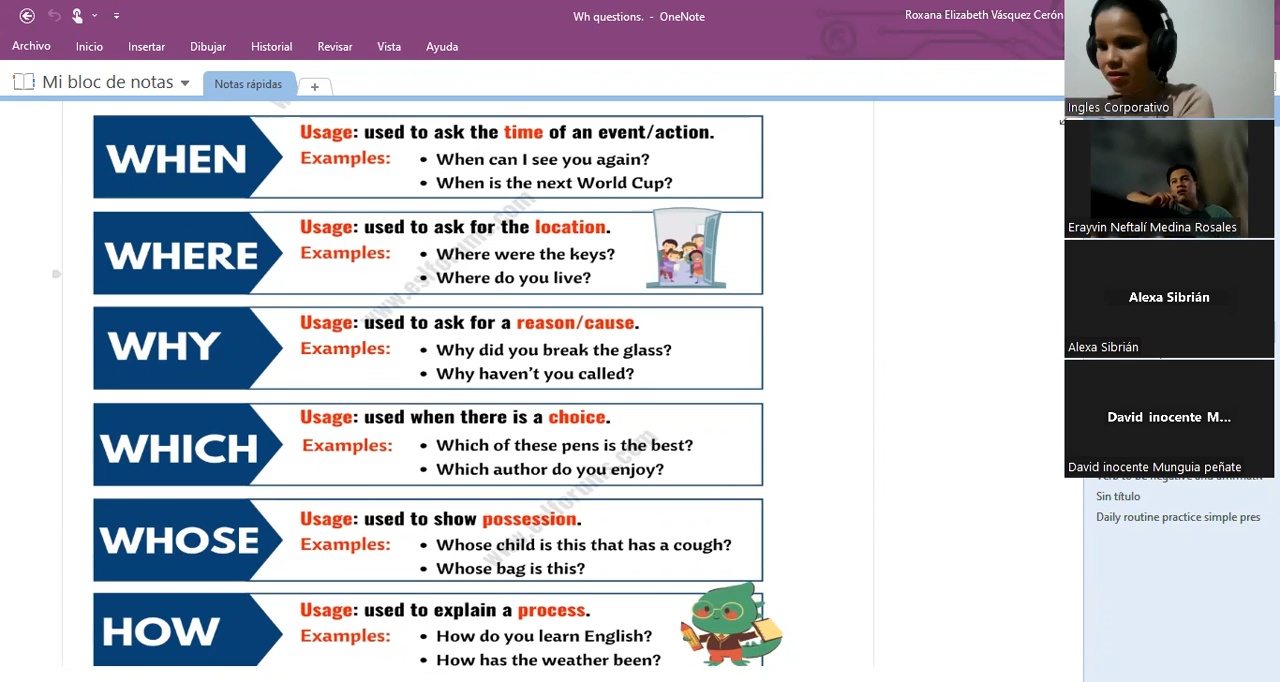 Wh questions. - OneNote
Roxana Elizabeth Vásquez Cerón
Archivo Inicio Insertar Dibujar Historial Revisar Vista Ayuda
Mi bloc de notas
Notas rápidas
+
WHEN
Usage: used to ask the time of an event/action.
Examples:
• When can I see you again?
• When is the next World Cup?
WHERE
Usage: used to ask for the location.
Examples:
• Where were the keys?
• Where do you live?
WHY
Usage: used to ask for a reason/cause.
Examples:
• Why did you break the glass?
• Why haven't you called?
WHICH
Usage: used when there is a choice.
Examples:
• Which of these pens is the best?
• Which author do you enjoy?
WHOSE
Usage: used to show possession.
Examples:
• Whose child is this that has a cough?
• Whose bag is this?
HOW
Usage: used to explain a process.
Examples:
• How do you learn English?
• How has the weather been?
www.eslforums.com
www.eslforums.com
Ingles Corporativo
Erayvin Neftalí Medina Rosales
Alexa Sibrián
Alexa Sibrián
David inocente M...
David inocente Munguia peñate
Sin título
Daily routine practice simple pres